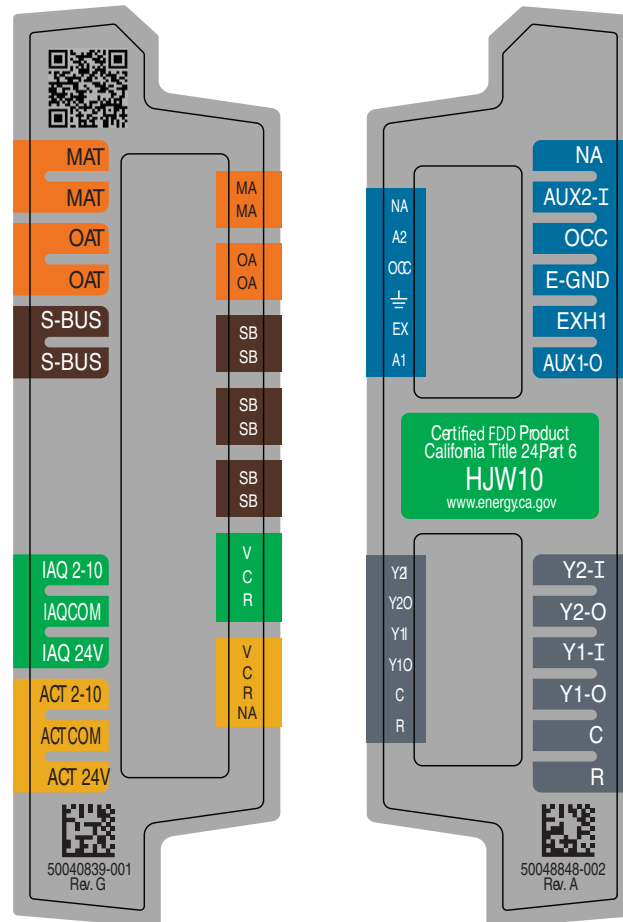 MAT
MAT
OAT
OAT
S-BUS
S-BUS
IAQ 2-10
IAQCOM
IAQ 24V
ACT 2-10
ACTCOM
ACT 24V
50040839-001
Rev. G
MA
MA
OA
OA
SB
SB
SB
SB
SB
SB
V
C
R
V
C
R
NA
NA
A2
OCC
EX
A1
Certified FDD Product
California Title 24Part 6
HJW10
www.energy.ca.gov
Y2I
Y2O
Y1I
Y1O
C
R
NA
AUX2-I
OCC
E-GND
EXH1
AUX1-O
Y2-I
Y2-O
Y1-I
Y1-O
C
R
50048848-002
Rev. A